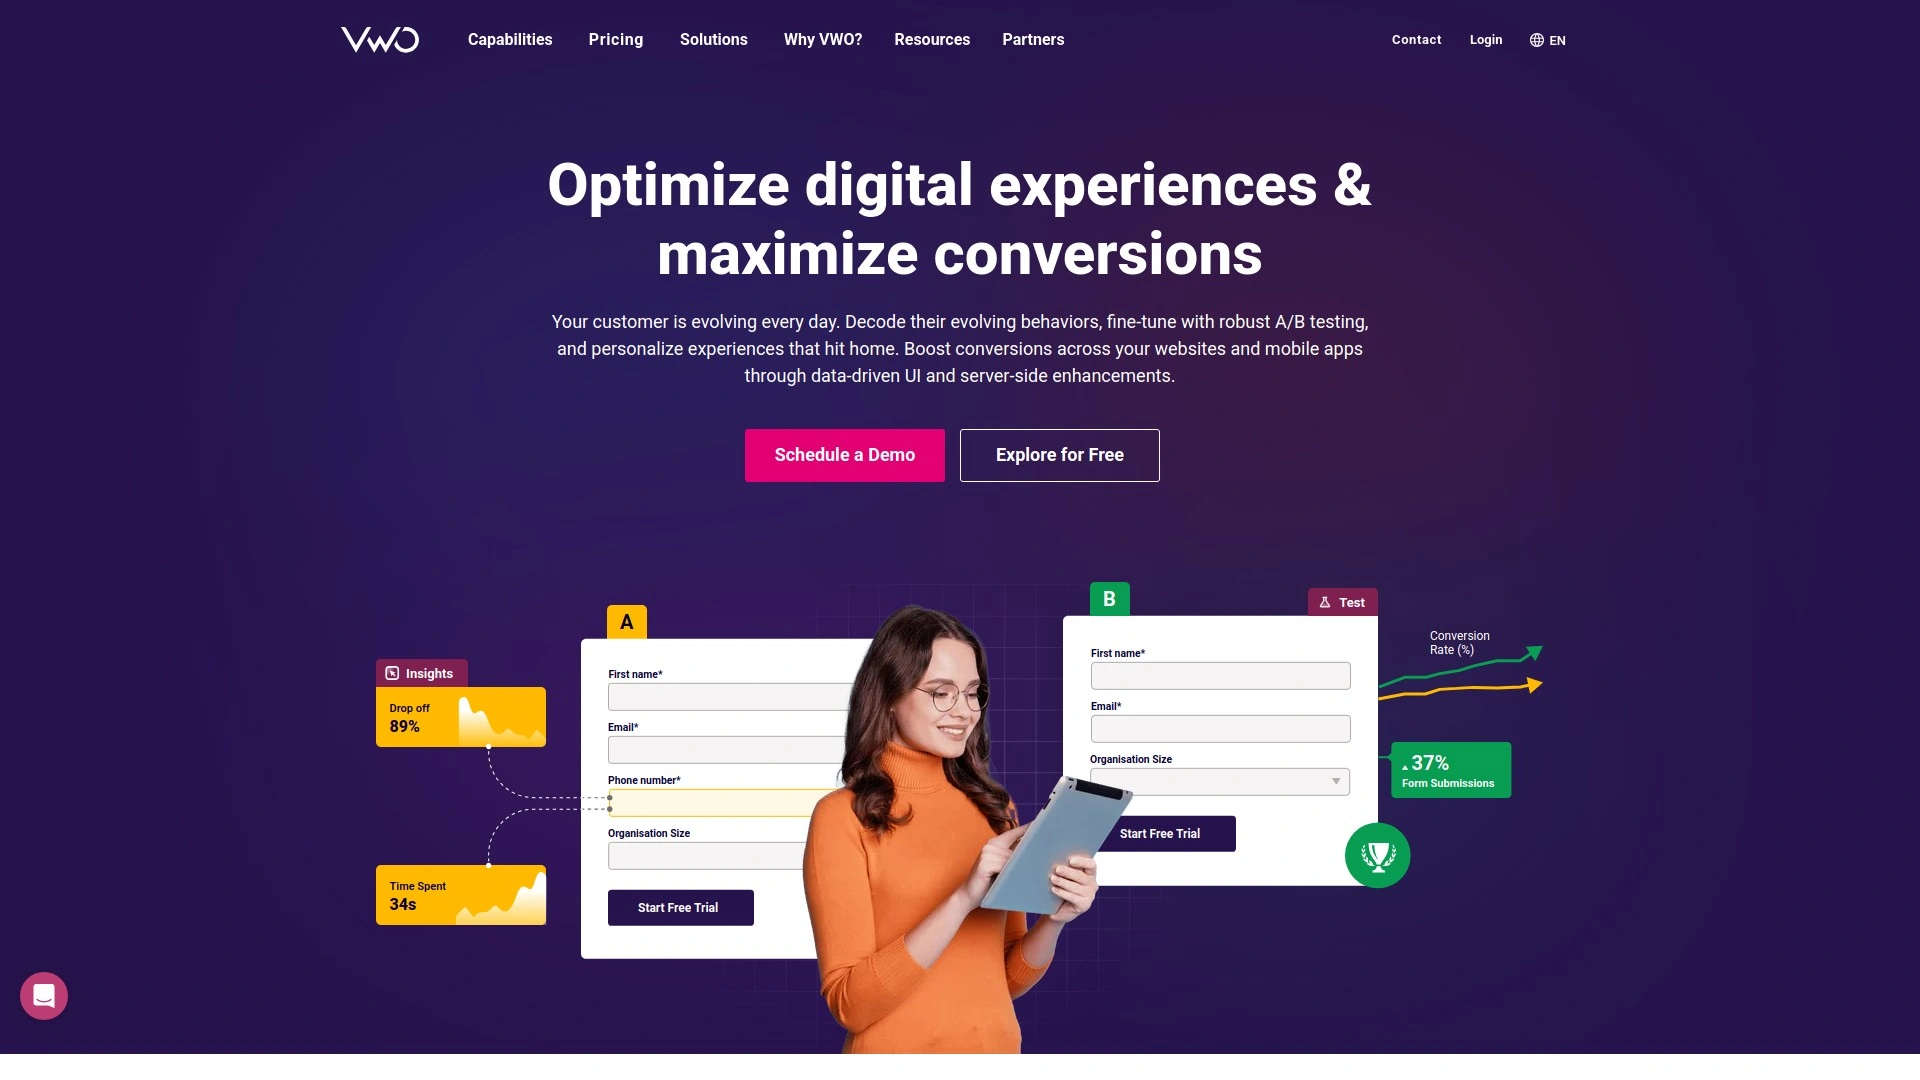 VWO
Capabilities
Pricing
Solutions
Why VWO?
Resources
Partners
Contact
Login
EN
Optimize digital experiences &
maximize conversions
Your customer is evolving every day. Decode their evolving behaviors, fine-tune with robust A/B testing,
and personalize experiences that hit home. Boost conversions across your websites and mobile apps
through data-driven UI and server-side enhancements.
Schedule a Demo
Explore for Free
Insights
Drop off
89%
Time Spent
34s
A
First name*
Email*
Phone number*
Organisation Size
Start Free Trial
B
Test
First name*
Email*
Organisation Size
Start Free Trial
Conversion
Rate (%)
37%
Form Submissions